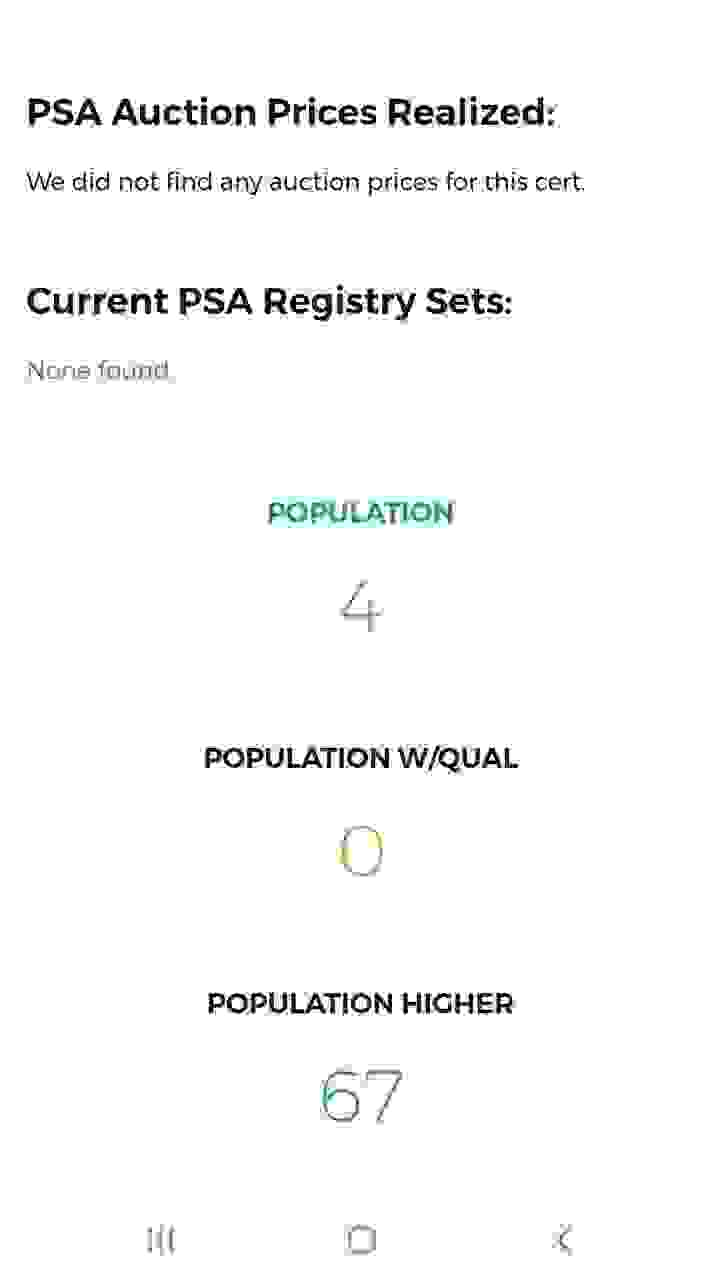 PSA Auction Prices Realized:
We did not find any auction prices for this cert.
Current PSA Registry Sets:
None found.
POPULATION
4
POPULATION W/QUAL
0
POPULATION HIGHER
67